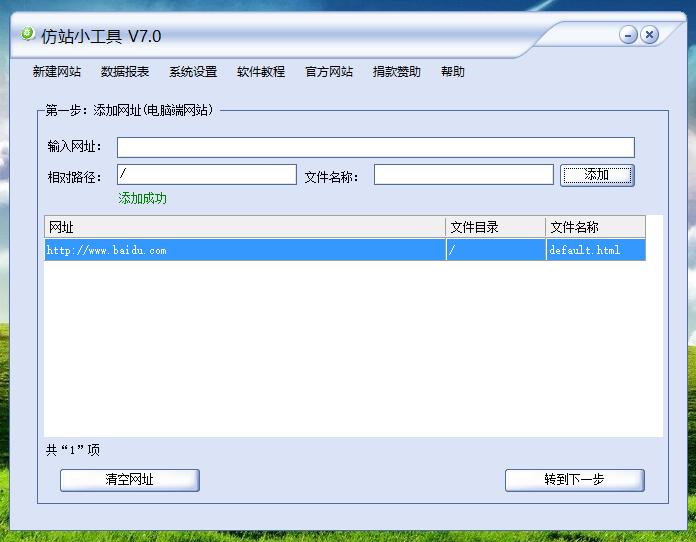 仿站小工具 V7.0
新建网站 数据报表 系统设置 软件教程 官方网站 捐款赞助 帮助
第一步：添加网址(电脑端网站)
输入网址：
相对路径： / 文件名称： 添加
添加成功
网址 文件目录 文件名称
http://www.baidu.com / default.html
共“1”项
清空网址 转到下一步